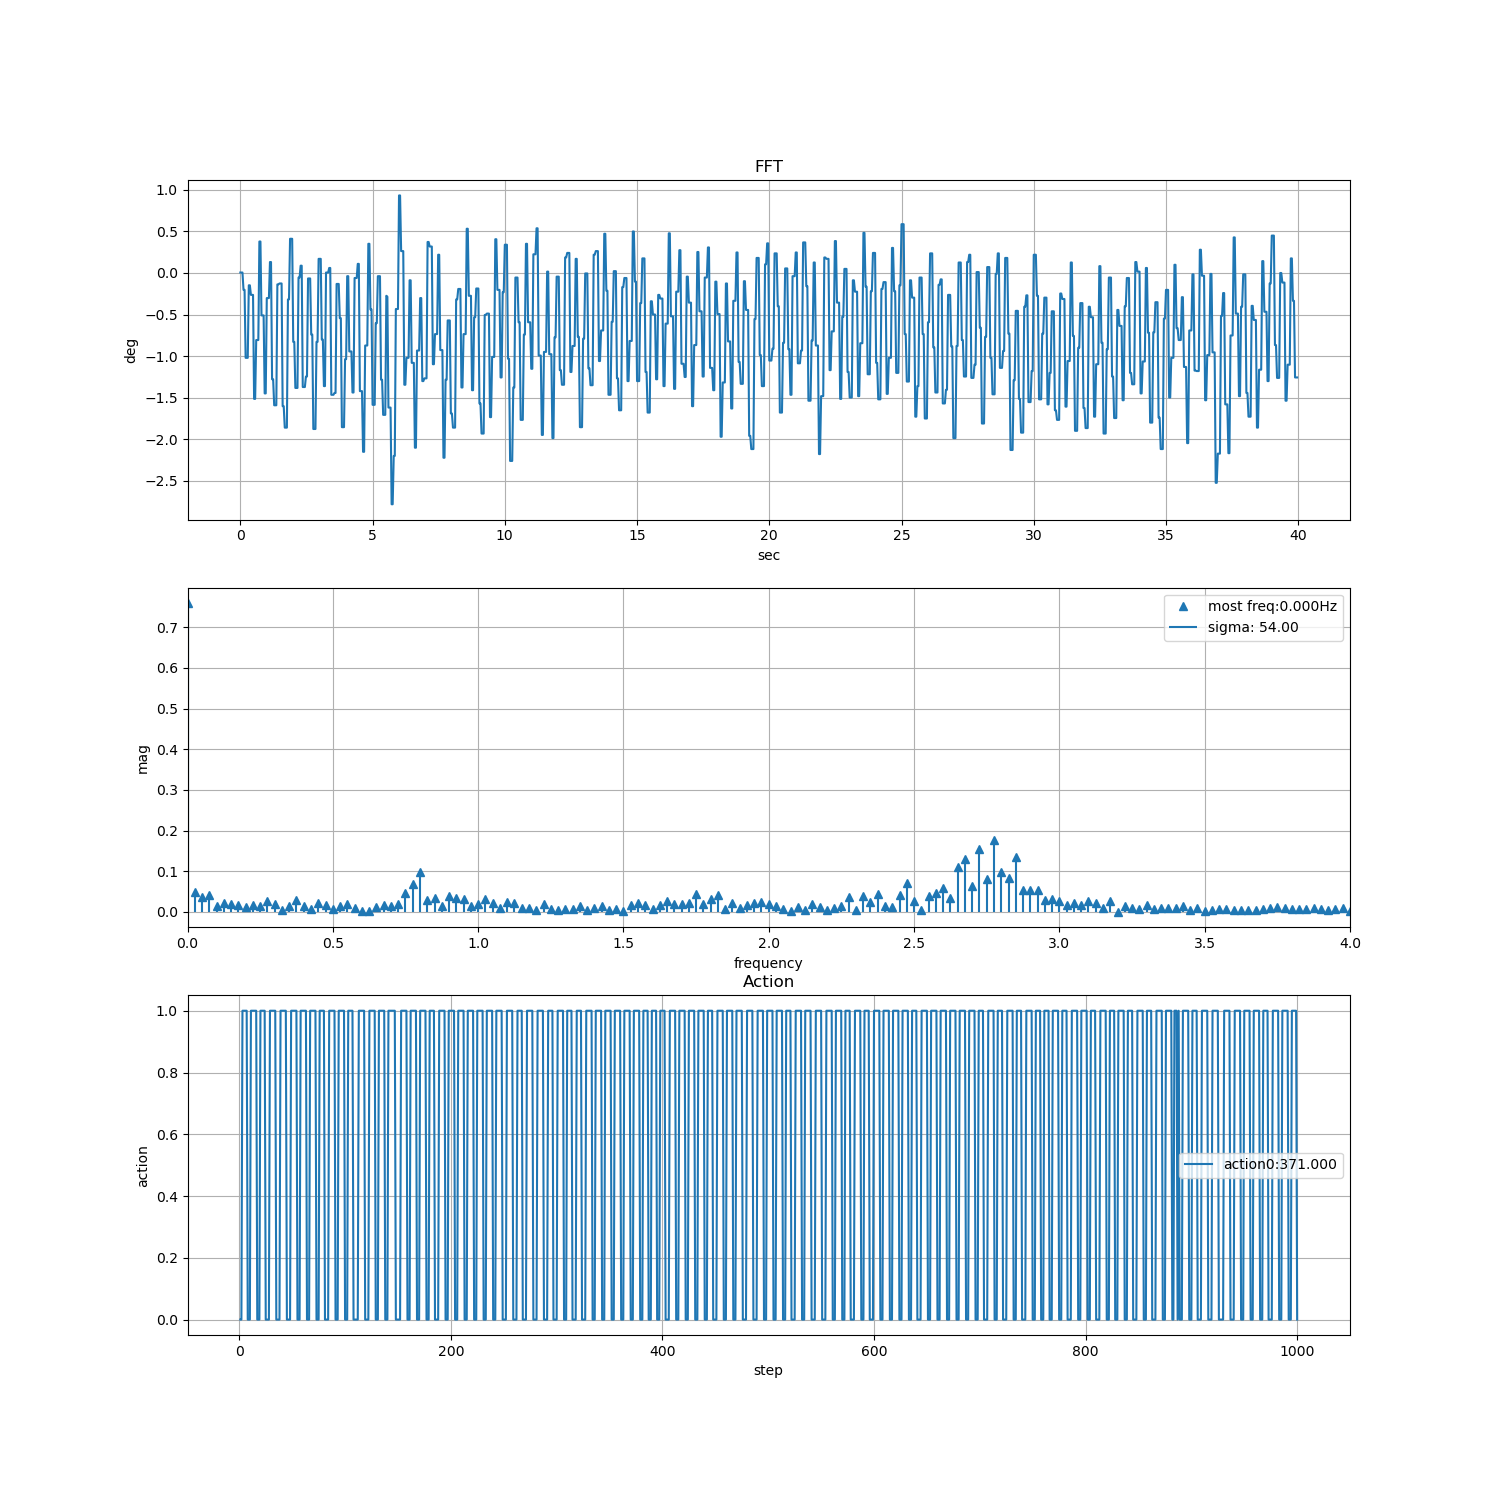 FFT
1.0
0.5
0.0
−0.5
−1.0
−1.5
−2.0
−2.5
deg
0 5 10 15 20 25 30 35 40
sec
most freq:0.000Hz
sigma: 54.00
0.7
0.6
0.5
0.4
0.3
0.2
0.1
0.0
mag
0.0 0.5 1.0 1.5 2.0 2.5 3.0 3.5 4.0
frequency
Action
1.0
0.8
0.6
0.4
0.2
0.0
action
action0:371.000
0 200 400 600 800 1000
step